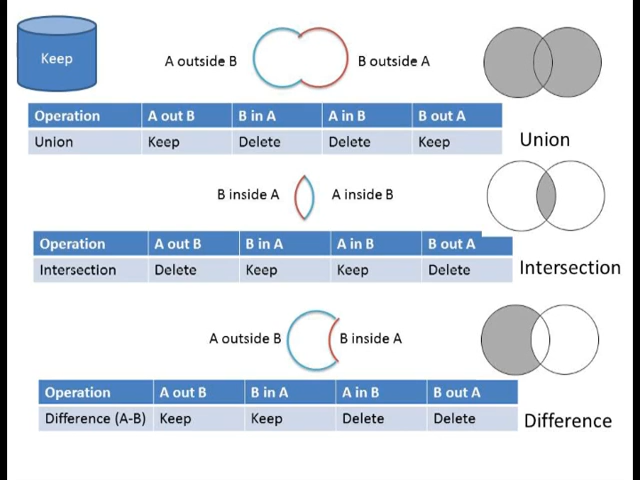 Keep
A outside B
B outside A
Operation A out B B in A A in B B out A
Union Keep Delete Delete Keep
Union
B inside A
A inside B
Operation A out B B in A A in B B out A
Intersection Delete Keep Keep Delete
Intersection
A outside B
B inside A
Operation A out B B in A A in B B out A
Difference (A-B) Keep Keep Delete Delete
Difference